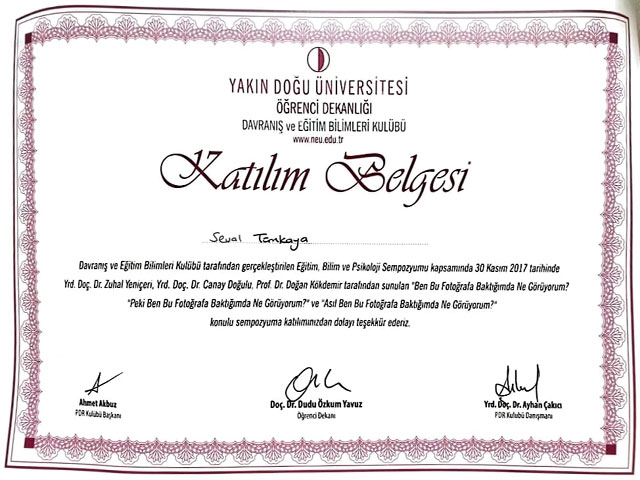 YAKIN DOĞU ÜNİVERSİTESİ
ÖĞRENCİ DEKANLIĞI
DAVRANIŞ ve EĞİTİM BİLİMLERİ KULÜBÜ
www.neu.edu.tr
Katılım Belgesi
Seval Tamkaya
Davranış ve Eğitim Bilimleri Kulübü tarafından gerçekleştirilen Eğitim, Bilim ve Psikoloji Sempozyumu kapsamında 30 Kasım 2017 tarihinde
Yrd. Doç. Dr. Zuhal Yeniçeri, Yrd. Doç. Dr. Canay Doğulu, Prof. Dr. Doğan Kökdemir tarafından sunulan "Ben Bu Fotoğrafa Baktığımda Ne Görüyorum?
"Peki Ben Bu Fotoğrafa Baktığımda Ne Görüyorum?" ve "Asıl Ben Bu Fotoğrafa Baktığımda Ne Görüyorum?"
konulu sempozyuma katılımınızdan dolayı teşekkür ederiz.
Ahmet Akbuz
PDR Kulübü Başkanı
Doç. Dr. Dudu Özkum Yavuz
Öğrenci Dekanı
Yrd. Doç. Dr. Ayhan Çakıcı
PDR Kulübü Danışmanı